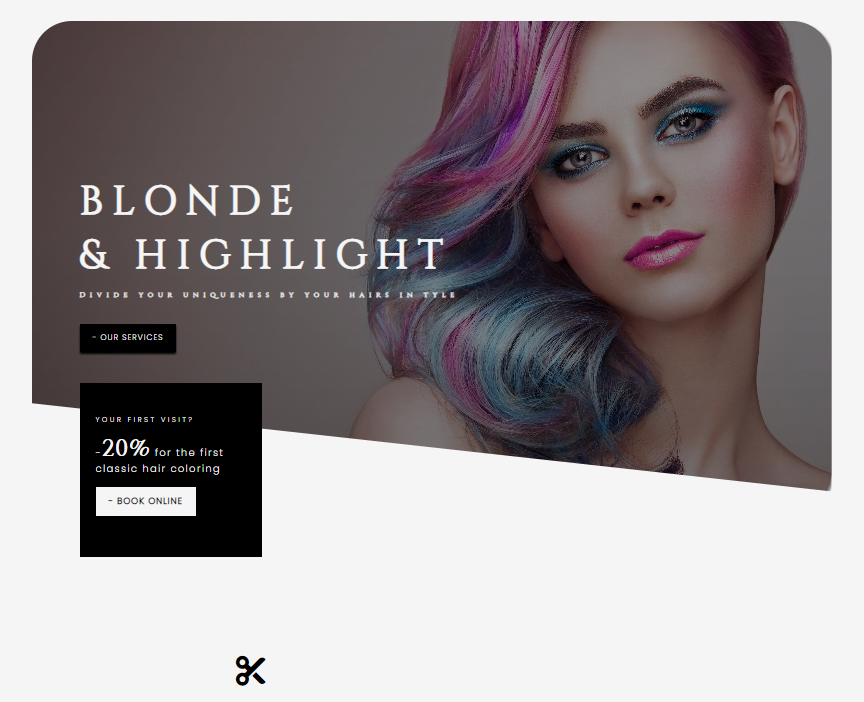 BLONDE
& HIGHLIGHT
DIVIDE YOUR UNIQUENESS BY YOUR HAIRS IN TYLE
- OUR SERVICES
YOUR FIRST VISIT?
-20% for the first
classic hair coloring
- BOOK ONLINE